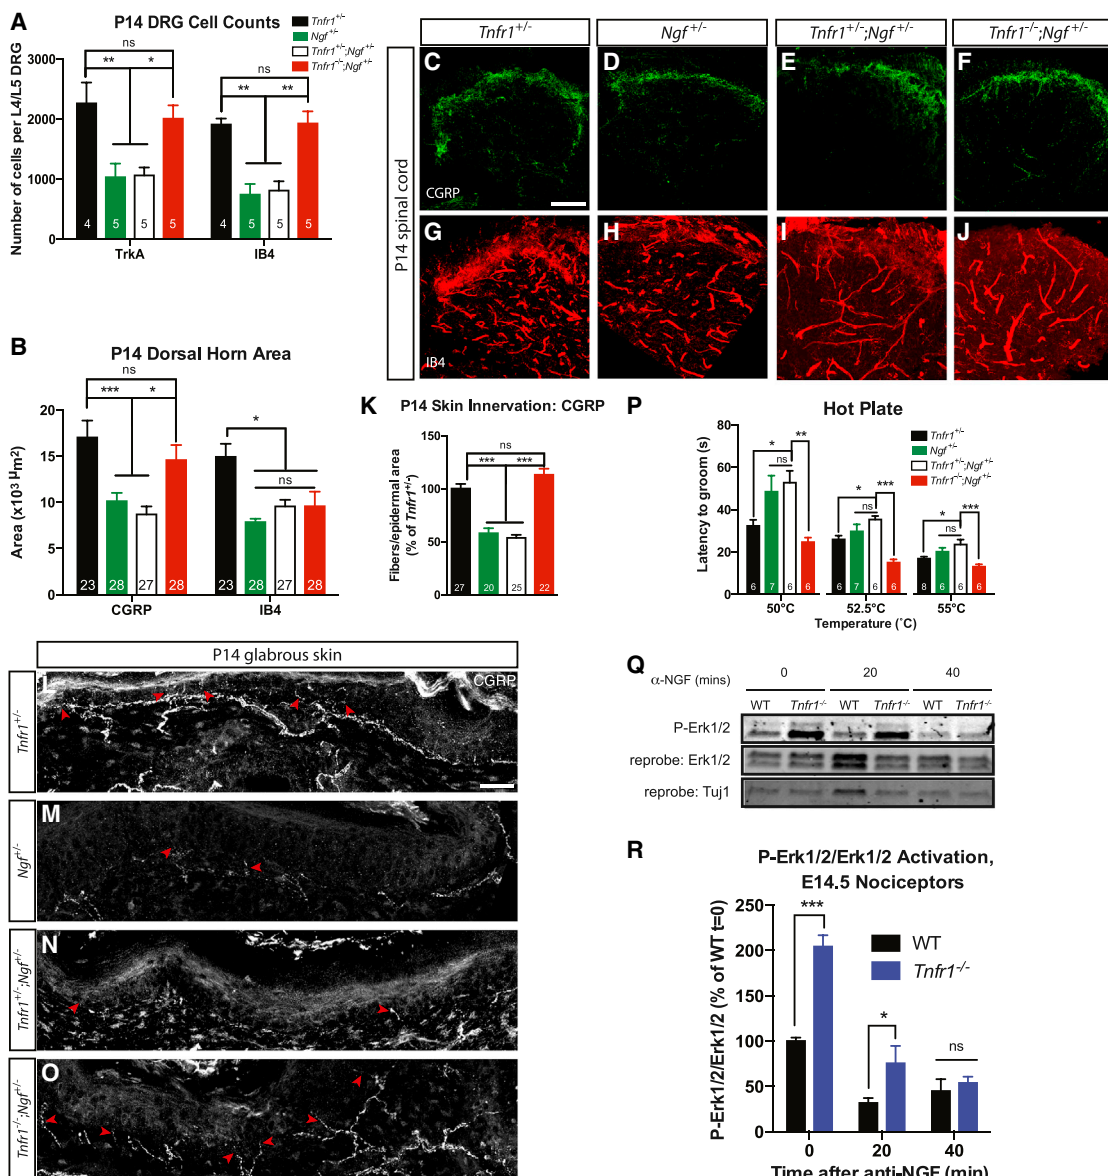 A
P14 DRG Cell Counts
Tnfr1+/-
Ngf+/-
Tnfr1+/-;Ngf+/-
Tnfr1-/-;Ngf+/-
Number of cells per L4/L5 DRG
3000
2000
1000
0
ns
** *
ns
** **
4 5 5 5
4 5 5 5
TrkA IB4
Tnfr1+/- Ngf+/- Tnfr1+/-;Ngf+/- Tnfr1-/-;Ngf+/-
P14 spinal cord
C D E F
CGRP
G H I J
IB4
B
P14 Dorsal Horn Area
Area (x10³ µm²)
20
15
10
5
0
ns
*** *
*
ns
23 28 27 28
23 28 27 28
CGRP IB4
K
P14 Skin Innervation: CGRP
Fibers/epidermal area
(% of Tnfr1+/-)
150
100
50
0
ns
*** ***
27 20 25 22
P
Hot Plate
Tnfr1+/-
Ngf+/-
Tnfr1+/-;Ngf+/-
Tnfr1-/-;Ngf+/-
Latency to groom (s)
80
60
40
20
0
* **
ns
* ***
ns
* ***
ns
6 7 6 6
6 7 6 6
8 6 6 6
50°C 52.5°C 55°C
Temperature (˚C)
P14 glabrous skin
L
CGRP
Tnfr1+/-
M
Ngf+/-
N
Tnfr1+/-;Ngf+/-
O
Tnfr1-/-;Ngf+/-
Q
α-NGF (mins) 0 20 40
WT Tnfr1-/- WT Tnfr1-/- WT Tnfr1-/-
P-Erk1/2
reprobe: Erk1/2
reprobe: Tuj1
R
P-Erk1/2/Erk1/2 Activation,
E14.5 Nociceptors
P-Erk1/2/Erk1/2 (% of WT t=0)
250
200
150
100
50
0
***
*
ns
WT
Tnfr1-/-
0 20 40
Time after anti-NGF (min)